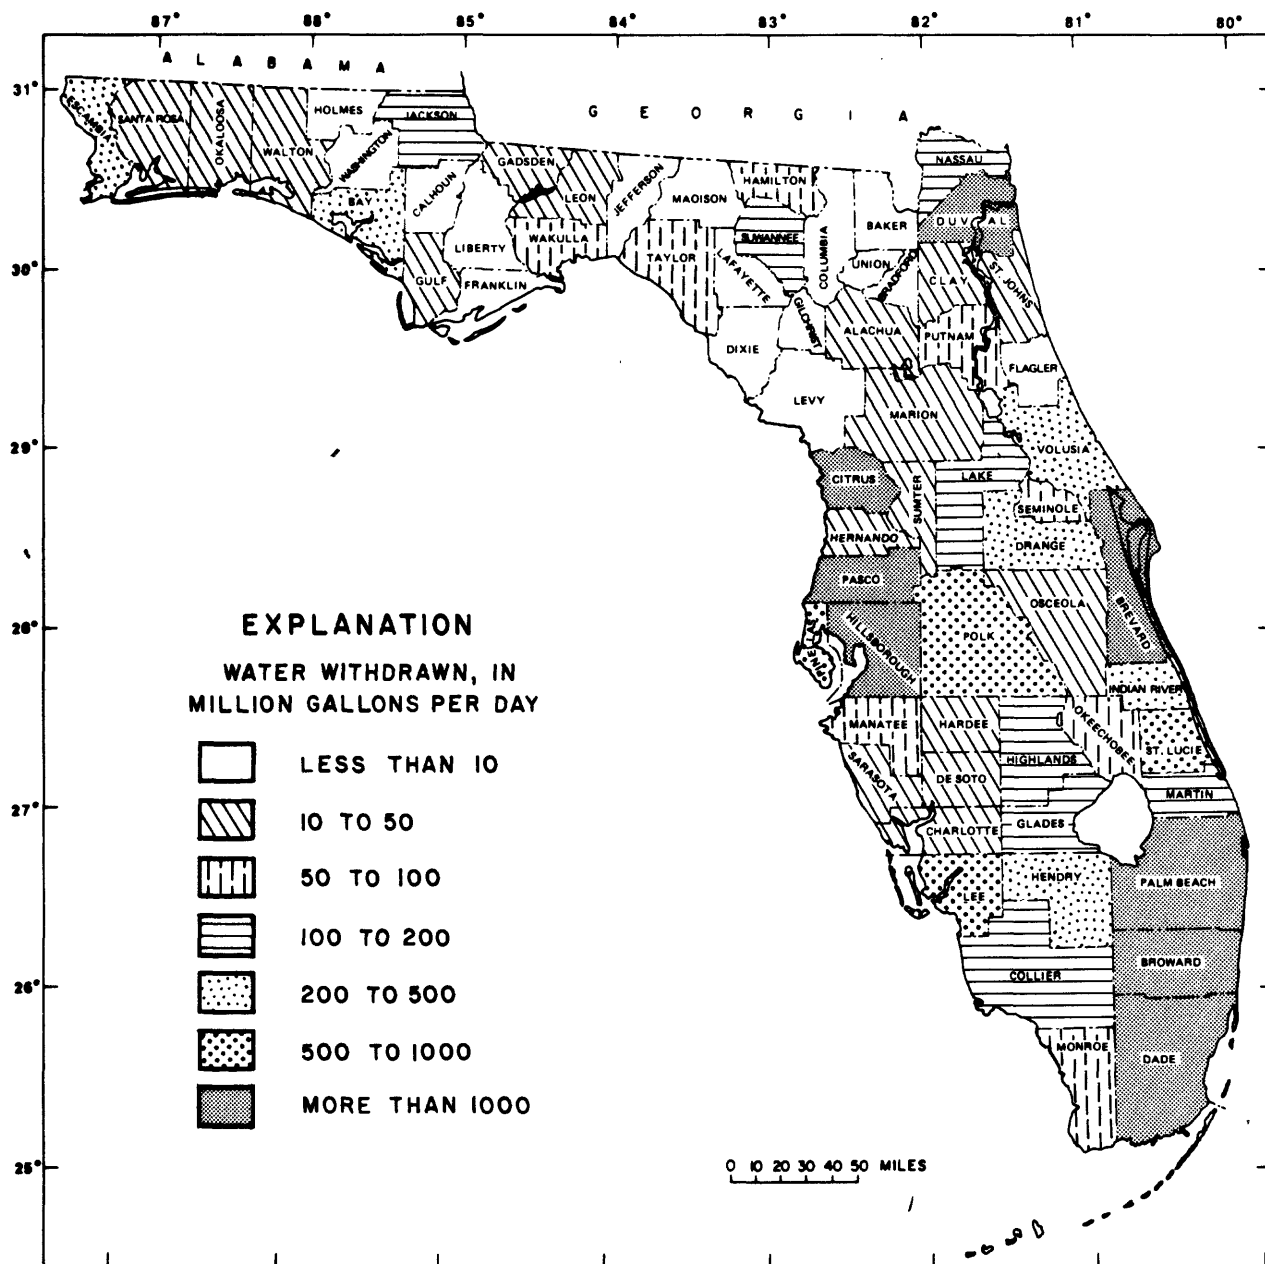 87° 88° 85° 84° 83° 82° 81° 80°
A L A B A M A
31°
G E O R G I A
ESCAMBIA
SANTA ROSA
OKALOOSA
WALTON
HOLMES
WASHINGTON
JACKSON
BAY
CALHOUN
GULF
LIBERTY
FRANKLIN
GADSDEN
LEON
WAKULLA
JEFFERSON
MADISON
TAYLOR
HAMILTON
SUWANNEE
LAFAYETTE
DIXIE
GILCHRIST
COLUMBIA
BAKER
UNION
BRADFORD
NASSAU
DUVAL
CLAY
ST. JOHNS
ALACHUA
PUTNAM
FLAGLER
LEVY
MARION
VOLUSIA
30°
29°
CITRUS
SUMTER
LAKE
SEMINOLE
HERNANDO
ORANGE
PASCO
OSCEOLA
BREVARD
28°
PINELLAS
HILLSBOROUGH
POLK
INDIAN RIVER
MANATEE
HARDEE
OKEECHOBEE
ST. LUCIE
SARASOTA
DE SOTO
HIGHLANDS
MARTIN
27°
CHARLOTTE
GLADES
LEE
HENDRY
PALM BEACH
COLLIER
BROWARD
26°
MONROE
DADE
25°
EXPLANATION
WATER WITHDRAWN, IN
MILLION GALLONS PER DAY
LESS THAN 10
10 TO 50
50 TO 100
100 TO 200
200 TO 500
500 TO 1000
MORE THAN 1000
0 10 20 30 40 50 MILES